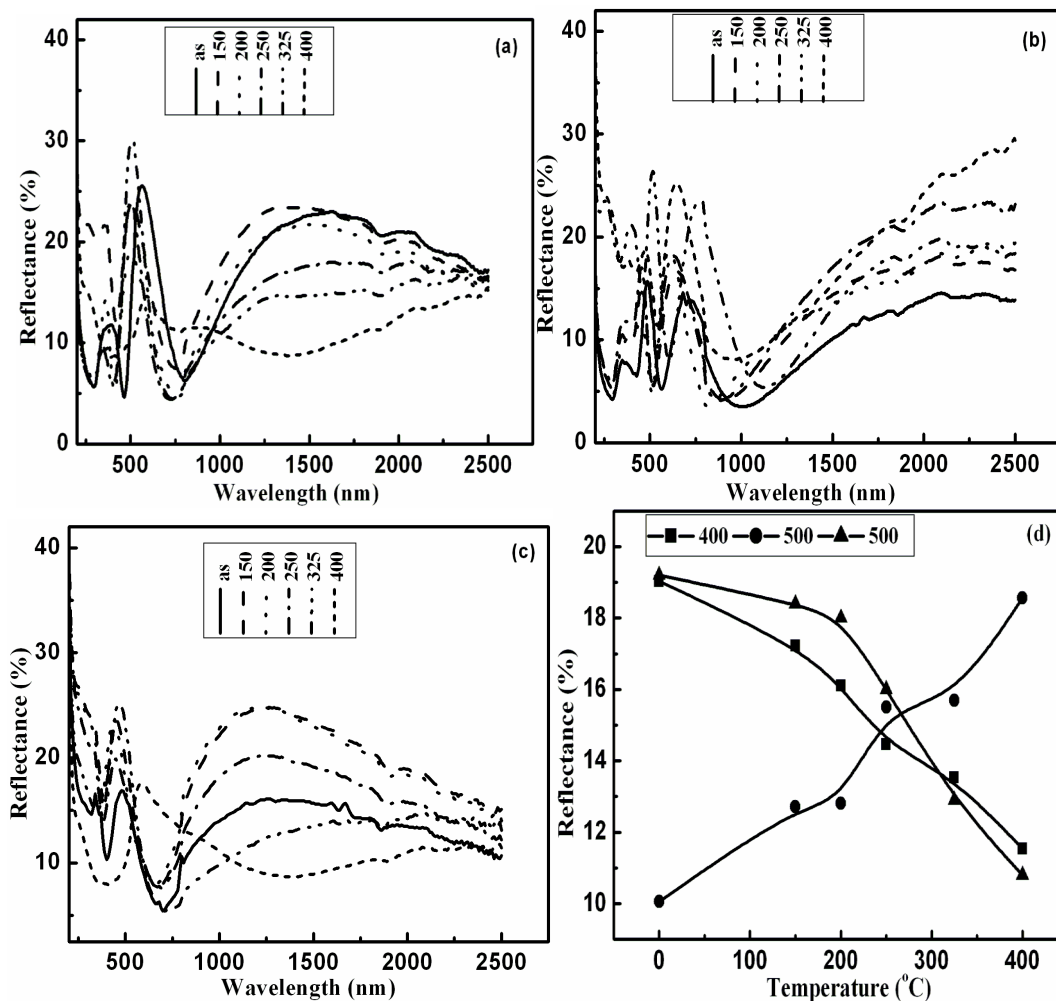 (a)
as
150
200
250
325
400
40
30
20
10
0
Reflectance (%)
500 1000 1500 2000 2500
Wavelength (nm)
(b)
as
150
200
250
325
400
40
30
20
10
0
Reflectance (%)
500 1000 1500 2000 2500
Wavelength (nm)
(c)
as
150
200
250
325
400
40
30
20
10
Reflectance (%)
500 1000 1500 2000 2500
Wavelength (nm)
(d)
400 500 500
20
18
16
14
12
10
Reflectance (%)
0 100 200 300 400
Temperature (°C)